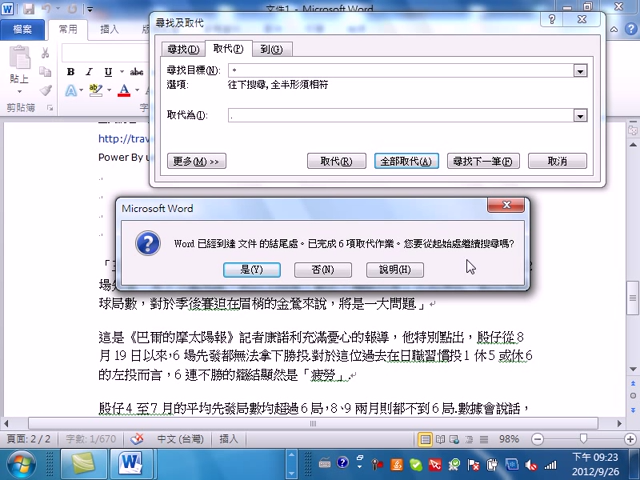 文件1 - Microsoft Word
檔案
常用
校閱
貼上
剪貼簿
B I U abc
尋找及取代
尋找(D) 取代(P) 到(G)
尋找目標(N): 。
選項: 往下搜尋, 全半形須相符
取代為(I): .
更多(M) >> 取代(R) 全部取代(A) 尋找下一筆(F) 取消
http://trav
Power By u
Microsoft Word
Word 已經到達 文件 的結尾處。已完成 6 項取代作業。您要從起始處繼續搜尋嗎?
是(Y) 否(N) 說明(H)
球局數，對於季後賽迫在眉梢的金鶯來說，將是一大問題.」
這是《巴爾的摩太陽報》記者康諾利充滿憂心的報導，他特別點出，殷仔從 8
月 19 日以來,6 場先發都無法拿下勝投.對於這位過去在日職習慣投 1 休 5 或休 6
的左投而言，6 連不勝的癥結顯然是「疲勞」.
殷仔 4 至 7 月的平均先發局數均超過 6 局，8、9 兩月則都不到 6 局.數據會說話，
頁面: 2 / 2 字數: 1/670 中文 (台灣) 插入 98%
下午 09:23
2012/9/26